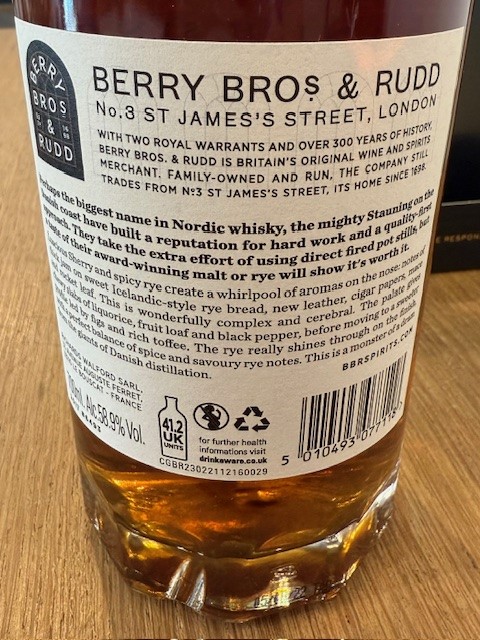 BERRY
BROS
&
RUDD
BERRY BROS & RUDD
No.3 ST JAMES'S STREET, LONDON
WITH TWO ROYAL WARRANTS AND OVER 300 YEARS OF HISTORY,
BERRY BROS. & RUDD IS BRITAIN'S ORIGINAL WINE AND SPIRITS
MERCHANT. FAMILY-OWNED AND RUN, THE COMPANY STILL
TRADES FROM Nº3 ST JAMES'S STREET, ITS HOME SINCE 1698.
the biggest name in Nordic whisky, the mighty Stauning on the
coast have built a reputation for hard work and a quality-first
approach. They take the extra effort of using direct fired pot stills, but
of their award-winning malt or rye will show it's worth it.
Sherry and spicy rye create a whirlpool of aromas on the nose: notes of
jam on sweet Icelandic-style rye bread, new leather, cigar papers, mace
leaf. This is wonderfully complex and cerebral. The palate gives
slabs of liquorice, fruit loaf and black pepper, before moving to a sweeter
by figs and rich toffee. The rye really shines through on the finish,
perfect balance of spice and savoury rye notes. This is a monster of a dram
giants of Danish distillation.
BBRSPIRITS.COM
WALFORD SARL,
AUGUSTE FERRET,
BOUSCAT - FRANCE
Alc 58.9% Vol.
41.2
UK
UNITS
for further health
informations visit
drinkaware.co.uk
CGBR23022112160029
5 010493 077118
E RESPON